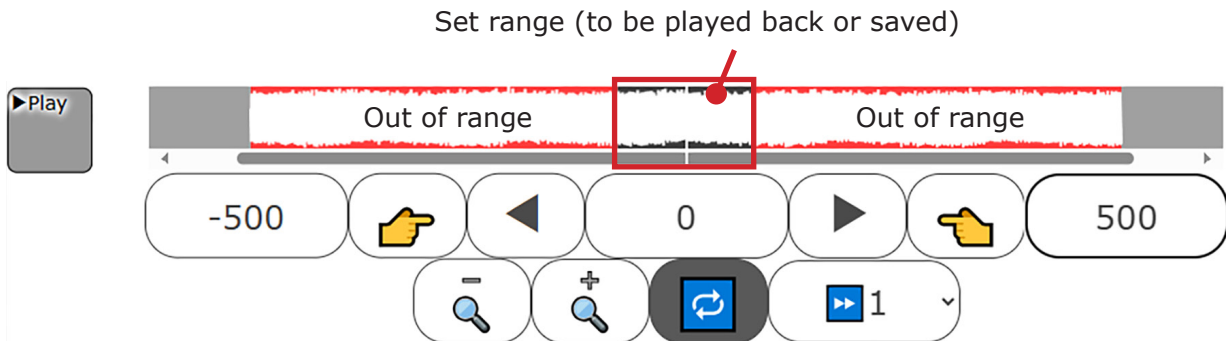 Set range (to be played back or saved)
▶Play
Out of range
Out of range
-500
0
500
1